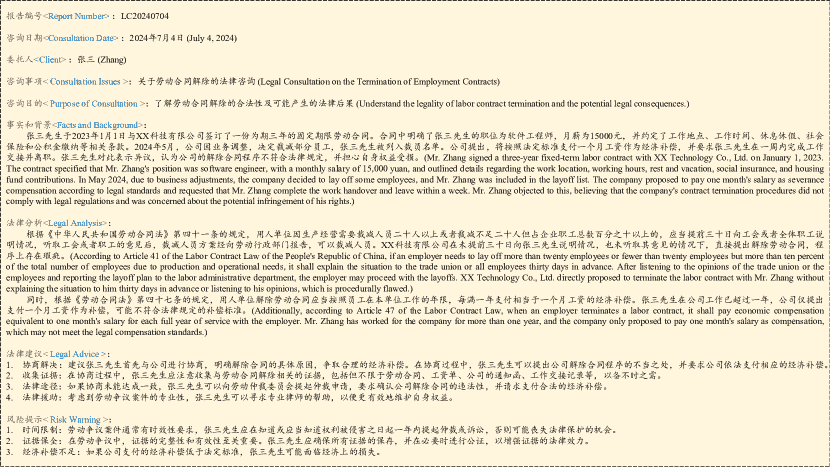 报告编号<Report Number>：LC20240704
咨询日期<Consultation Date>：2024年7月4日 (July 4, 2024)
委托人<Client>：张三 (Zhang)
咨询事项< Consultation Issues >：关于劳动合同解除的法律咨询 (Legal Consultation on the Termination of Employment Contracts)
咨询目的< Purpose of Consultation >：了解劳动合同解除的合法性及可能产生的法律后果 (Understand the legality of labor contract termination and the potential legal consequences.)
事实和背景<Facts and Background>：
张三先生于2023年1月1日与XX科技有限公司签订了一份为期三年的固定期限劳动合同。合同中明确了张三先生的职位为软件工程师，月薪为15000元，并约定了工作地点、工作时间、休息休假、社会
保险和公积金缴纳等相关条款。2024年5月，公司因业务调整，决定裁减部分员工，张三先生被列入裁员名单。公司提出，将按照法定标准支付一个月工资作为经济补偿，并要求张三先生在一周内完成工作
交接并离职。张三先生对此表示异议，认为公司的解除合同程序不符合法律规定，并担心自身权益受损。(Mr. Zhang signed a three-year fixed-term labor contract with XX Technology Co., Ltd. on January 1, 2023.
The contract specified that Mr. Zhang's position was software engineer, with a monthly salary of 15,000 yuan, and outlined details regarding the work location, working hours, rest and vacation, social insurance, and housing
fund contributions. In May 2024, due to business adjustments, the company decided to lay off some employees, and Mr. Zhang was included in the layoff list. The company proposed to pay one month's salary as severance
compensation according to legal standards and requested that Mr. Zhang complete the work handover and leave within a week. Mr. Zhang objected to this, believing that the company's contract termination procedures did not
comply with legal regulations and was concerned about the potential infringement of his rights.)
法律分析<Legal Analysis>：
根据《中华人民共和国劳动合同法》第四十一条的规定，用人单位因生产经营需要裁减人员二十人以上或者裁减不足二十人但占企业职工总数百分之十以上的，应当提前三十日向工会或者全体职工说
明情况，听取工会或者职工的意见后，裁减人员方案经向劳动行政部门报告，可以裁减人员。XX科技有限公司在未提前三十日向张三先生说明情况，也未听取其意见的情况下，直接提出解除劳动合同，程
序上存在瑕疵。(According to Article 41 of the Labor Contract Law of the People's Republic of China, if an employer needs to lay off more than twenty employees or fewer than twenty employees but more than ten percent
of the total number of employees due to production and operational needs, it shall explain the situation to the trade union or all employees thirty days in advance. After listening to the opinions of the trade union or the
employees and reporting the layoff plan to the labor administrative department, the employer may proceed with the layoffs. XX Technology Co., Ltd. directly proposed to terminate the labor contract with Mr. Zhang without
explaining the situation to him thirty days in advance or listening to his opinions, which is procedurally flawed.)
同时，根据《劳动合同法》第四十七条的规定，用人单位解除劳动合同应当按照员工在本单位工作的年限，每满一年支付相当于一个月工资的经济补偿。张三先生在公司工作已超过一年，公司仅提出
支付一个月工资作为补偿，可能不符合法律规定的补偿标准。(Additionally, according to Article 47 of the Labor Contract Law, when an employer terminates a labor contract, it shall pay economic compensation
equivalent to one month's salary for each full year of service with the employer. Mr. Zhang has worked for the company for more than one year, and the company only proposed to pay one month's salary as compensation,
which may not meet the legal compensation standards.)
法律建议< Legal Advice >：
1. 协商解决：建议张三先生首先与公司进行协商，明确解除合同的具体原因，争取合理的经济补偿。在协商过程中，张三先生可以提出公司解除合同程序的不当之处，并要求公司依法支付相应的经济补偿。
2. 收集证据：在协商过程中，张三先生应注意收集与劳动合同解除相关的证据，包括但不限于劳动合同、工资单、公司的通知函、工作交接记录等，以备不时之需。
3. 法律途径：如果协商未能达成一致，张三先生可以向劳动仲裁委员会提起仲裁申请，要求确认公司解除合同的违法性，并请求支付合法的经济补偿。
4. 法律援助：考虑到劳动争议案件的专业性，张三先生可以寻求专业律师的帮助，以便更有效地维护自身权益。
风险提示< Risk Warning >：
1. 时间限制：劳动争议案件通常有时效性要求，张三先生应在知道或应当知道权利被侵害之日起一年内提起仲裁或诉讼，否则可能丧失法律保护的机会。
2. 证据保全：在劳动争议中，证据的完整性和有效性至关重要。张三先生应确保所有证据的保存，并在必要时进行公证，以增强证据的法律效力。
3. 经济补偿不足：如果公司支付的经济补偿低于法定标准，张三先生可能面临经济上的损失。